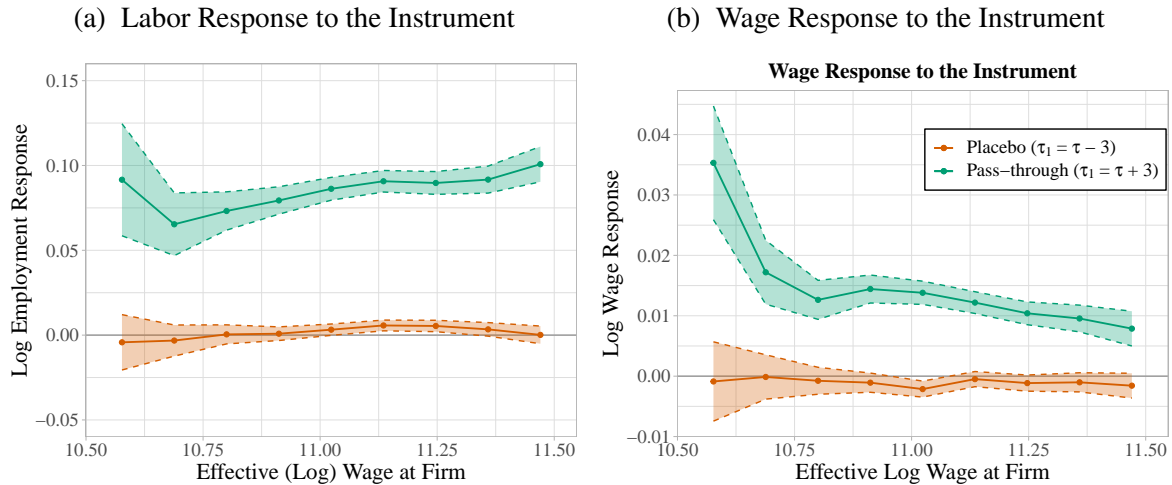 (a) Labor Response to the Instrument
Log Employment Response
0.15
0.10
0.05
0.00
−0.05
10.50 10.75 11.00 11.25 11.50
Effective (Log) Wage at Firm
(b) Wage Response to the Instrument
Wage Response to the Instrument
Log Wage Response
0.04
0.03
0.02
0.01
0.00
−0.01
Placebo (τ₁ = τ − 3)
Pass−through (τ₁ = τ + 3)
10.50 10.75 11.00 11.25 11.50
Effective Log Wage at Firm